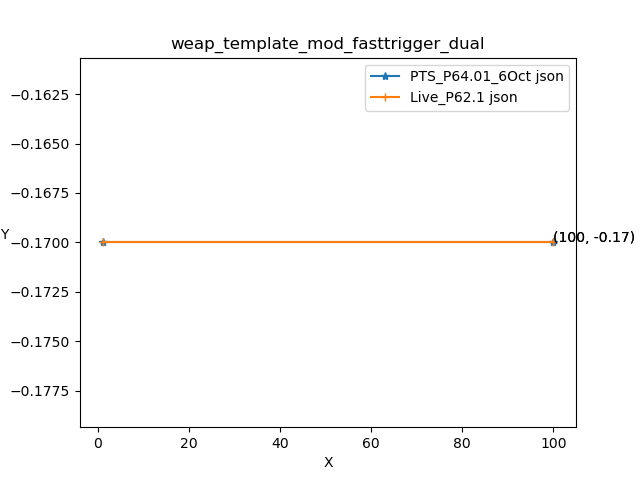 weap_template_mod_fasttrigger_dual
PTS_P64.01_6Oct json
Live_P62.1 json
−0.1625
−0.1650
−0.1675
Y
−0.1700
(100, -0.17)
−0.1725
−0.1750
−0.1775
0
20
40
60
80
100
X